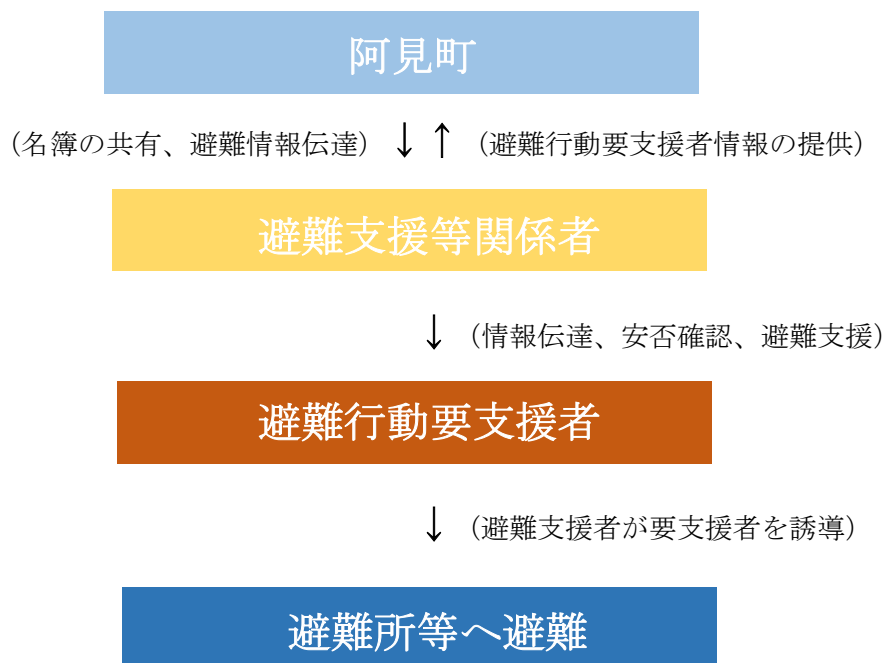 阿見町
（名簿の共有、避難情報伝達） ↓ ↑ （避難行動要支援者情報の提供）
避難支援等関係者
↓ （情報伝達、安否確認、避難支援）
避難行動要支援者
↓ （避難支援者が要支援者を誘導）
避難所等へ避難